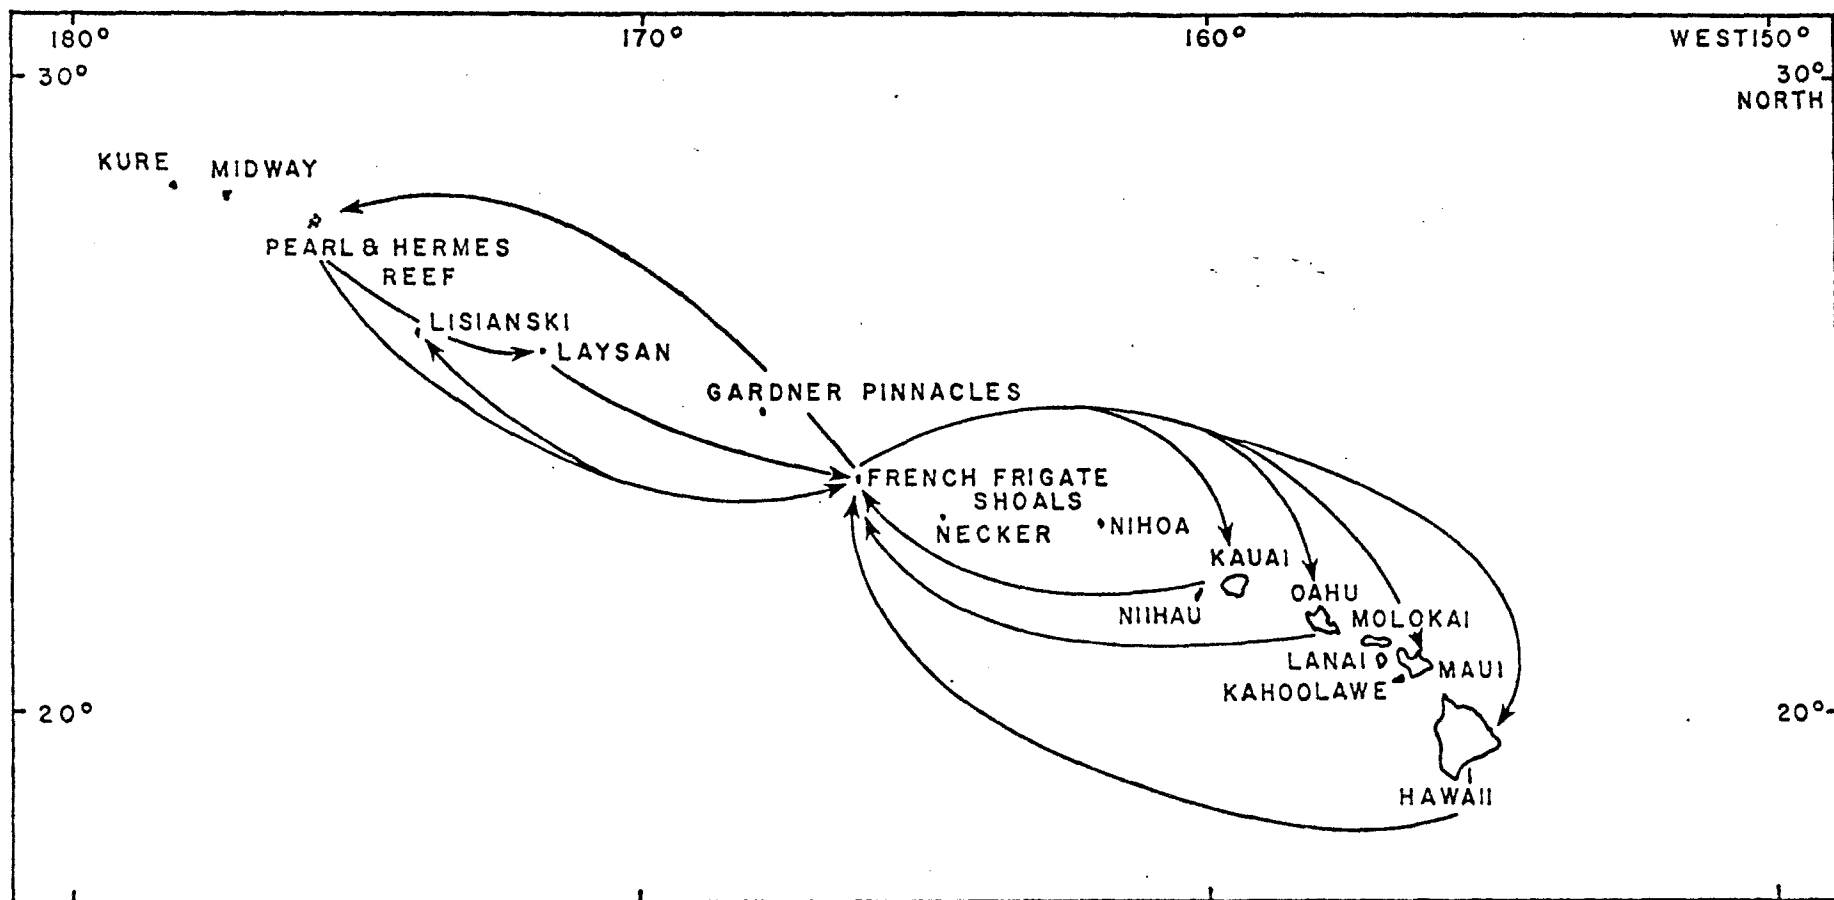 180°
170°
160°
WEST150°
30°
30°
NORTH
KURE
MIDWAY
PEARL & HERMES
REEF
LISIANSKI
LAYSAN
GARDNER PINNACLES
FRENCH FRIGATE
SHOALS
NECKER
NIHOA
KAUAI
NIIHAU
OAHU
MOLOKAI
LANAI
MAUI
KAHOOLAWE
20°
20°
HAWAII